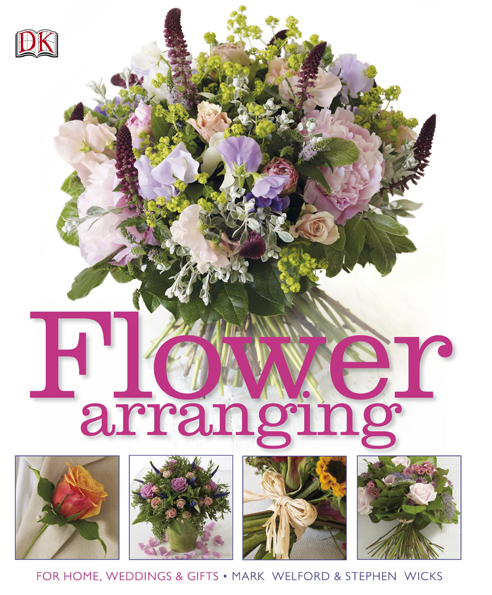 DK
Flower
arranging
FOR HOME, WEDDINGS & GIFTS • MARK WELFORD & STEPHEN WICKS